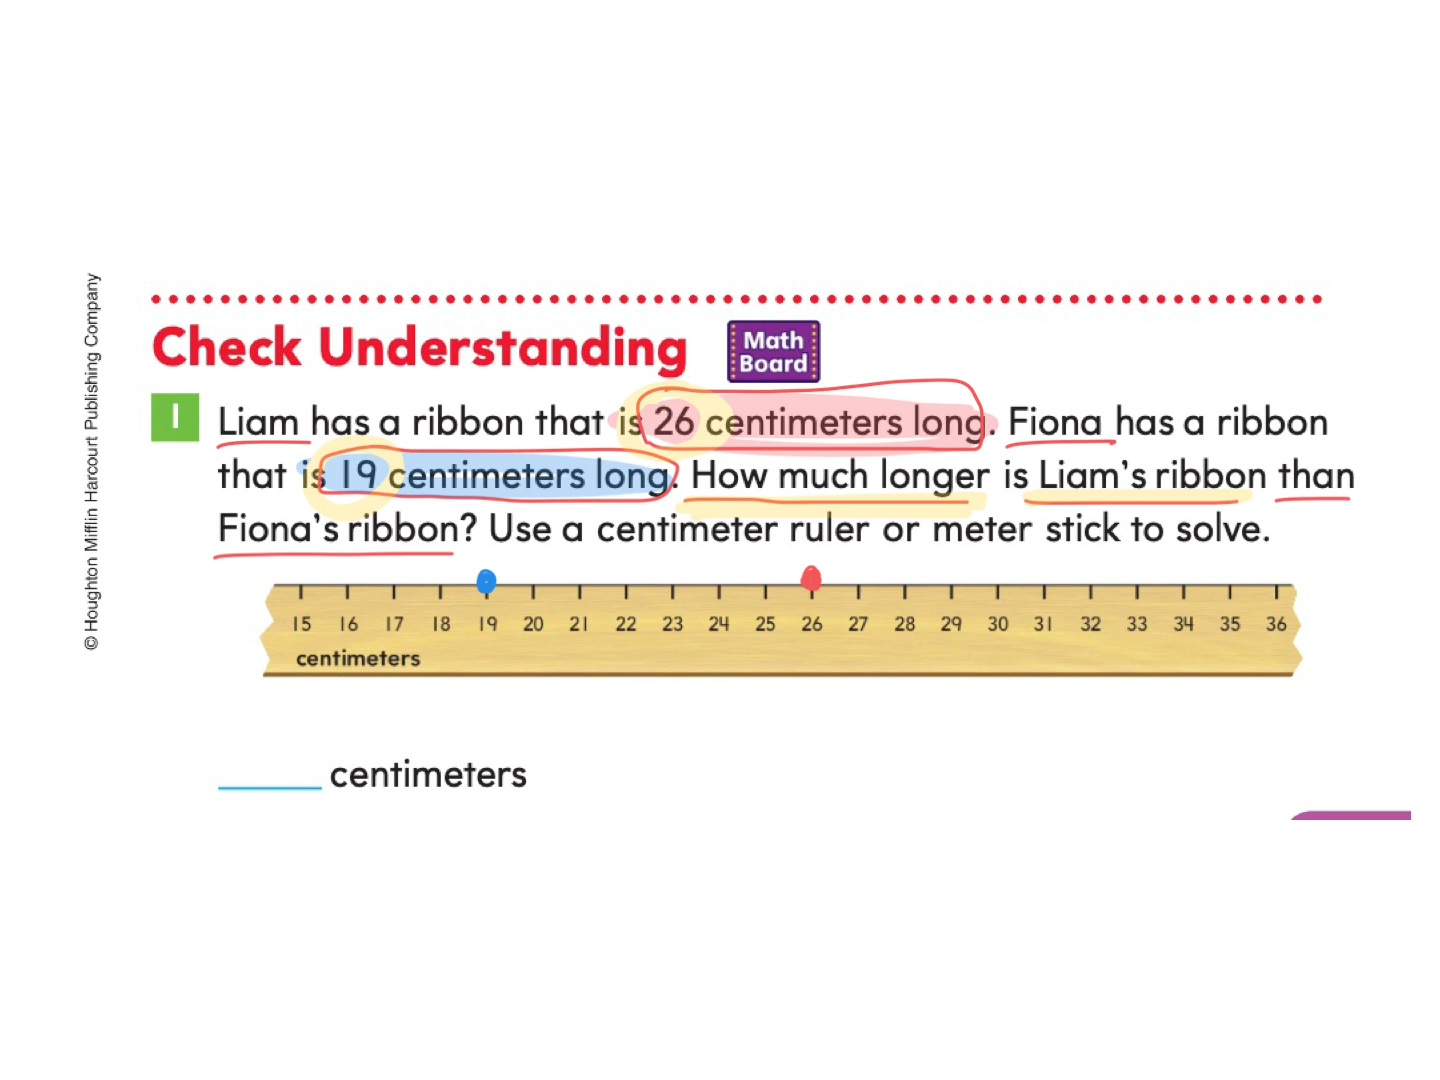 © Houghton Mifflin Harcourt Publishing Company
Check Understanding
Math
Board
1 Liam has a ribbon that is 26 centimeters long. Fiona has a ribbon
that is 19 centimeters long. How much longer is Liam's ribbon than
Fiona's ribbon? Use a centimeter ruler or meter stick to solve.
15 16 17 18 19 20 21 22 23 24 25 26 27 28 29 30 31 32 33 34 35 36
centimeters
_____ centimeters